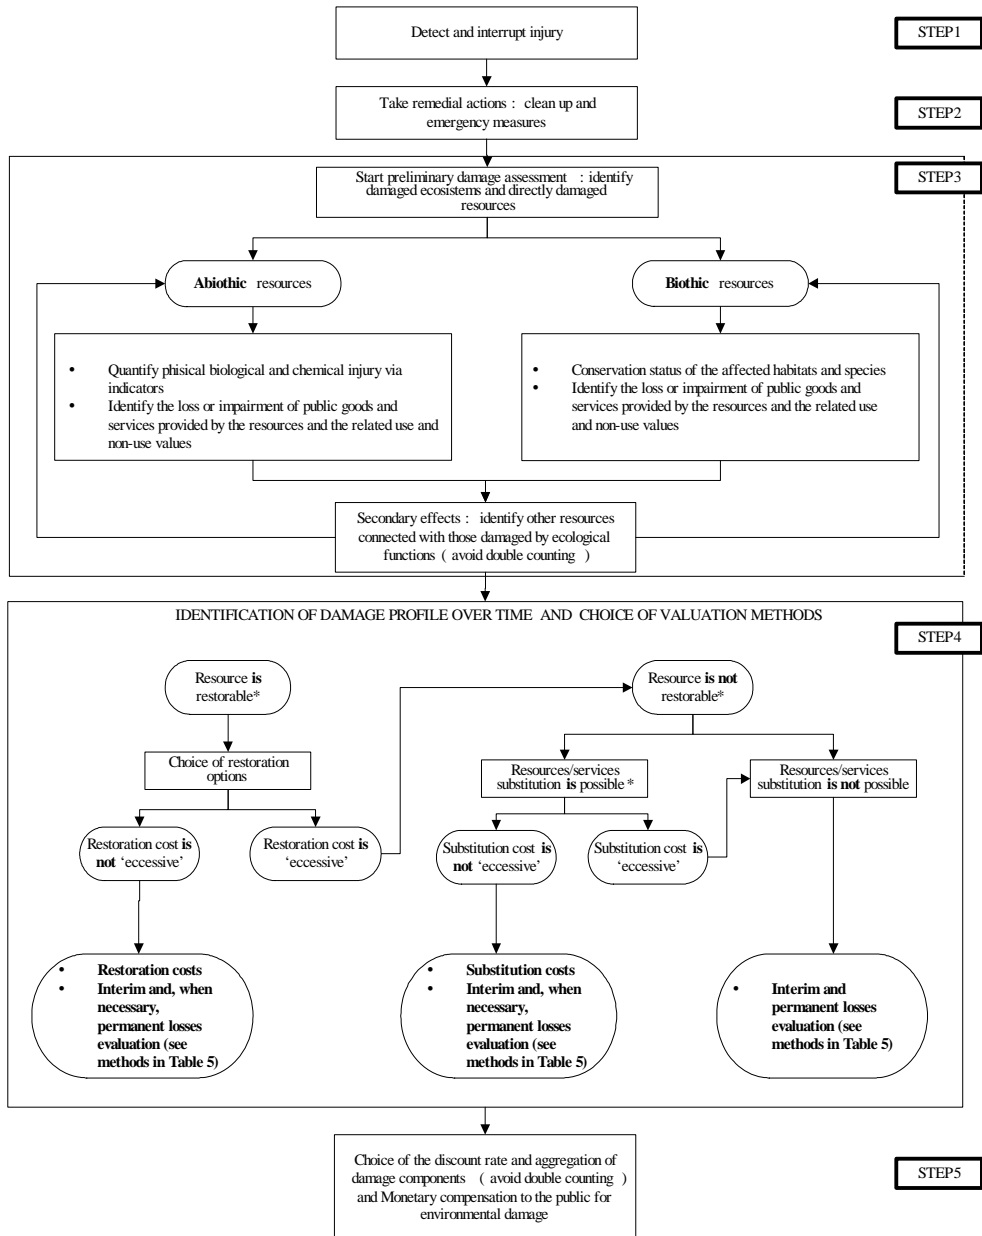 Detect and interrupt injury
STEP1
Take remedial actions : clean up and
emergency measures
STEP2
Start preliminary damage assessment : identify
damaged ecosystems and directly damaged
resources
STEP3
Abiothic resources
Biothic resources
• Quantify phisical biological and chemical injury via
indicators
• Identify the loss or impairment of public goods and
services provided by the resources and the related use and
non-use values
• Conservation status of the affected habitats and species
• Identify the loss or impairment of public goods and
services provided by the resources and the related use
and non-use values
Secondary effects : identify other resources
connected with those damaged by ecological
functions ( avoid double counting )
IDENTIFICATION OF DAMAGE PROFILE OVER TIME AND CHOICE OF VALUATION METHODS
STEP4
Resource is
restorable*
Resource is not
restorable*
Choice of restoration
options
Resources/services
substitution is possible *
Resources/services
substitution is not possible
Restoration cost is
not ‘eccessive’
Restoration cost is
‘eccessive’
Substitution cost is
not ‘eccessive’
Substitution cost is
‘eccessive’
• Restoration costs
• Interim and, when
necessary,
permanent losses
evaluation (see
methods in Table 5)
• Substitution costs
• Interim and, when
necessary,
permanent losses
evaluation (see
methods in Table 5)
• Interim and
permanent losses
evaluation (see
methods in Table 5)
Choice of the discount rate and aggregation of
damage components ( avoid double counting )
and Monetary compensation to the public for
environmental damage
STEP5